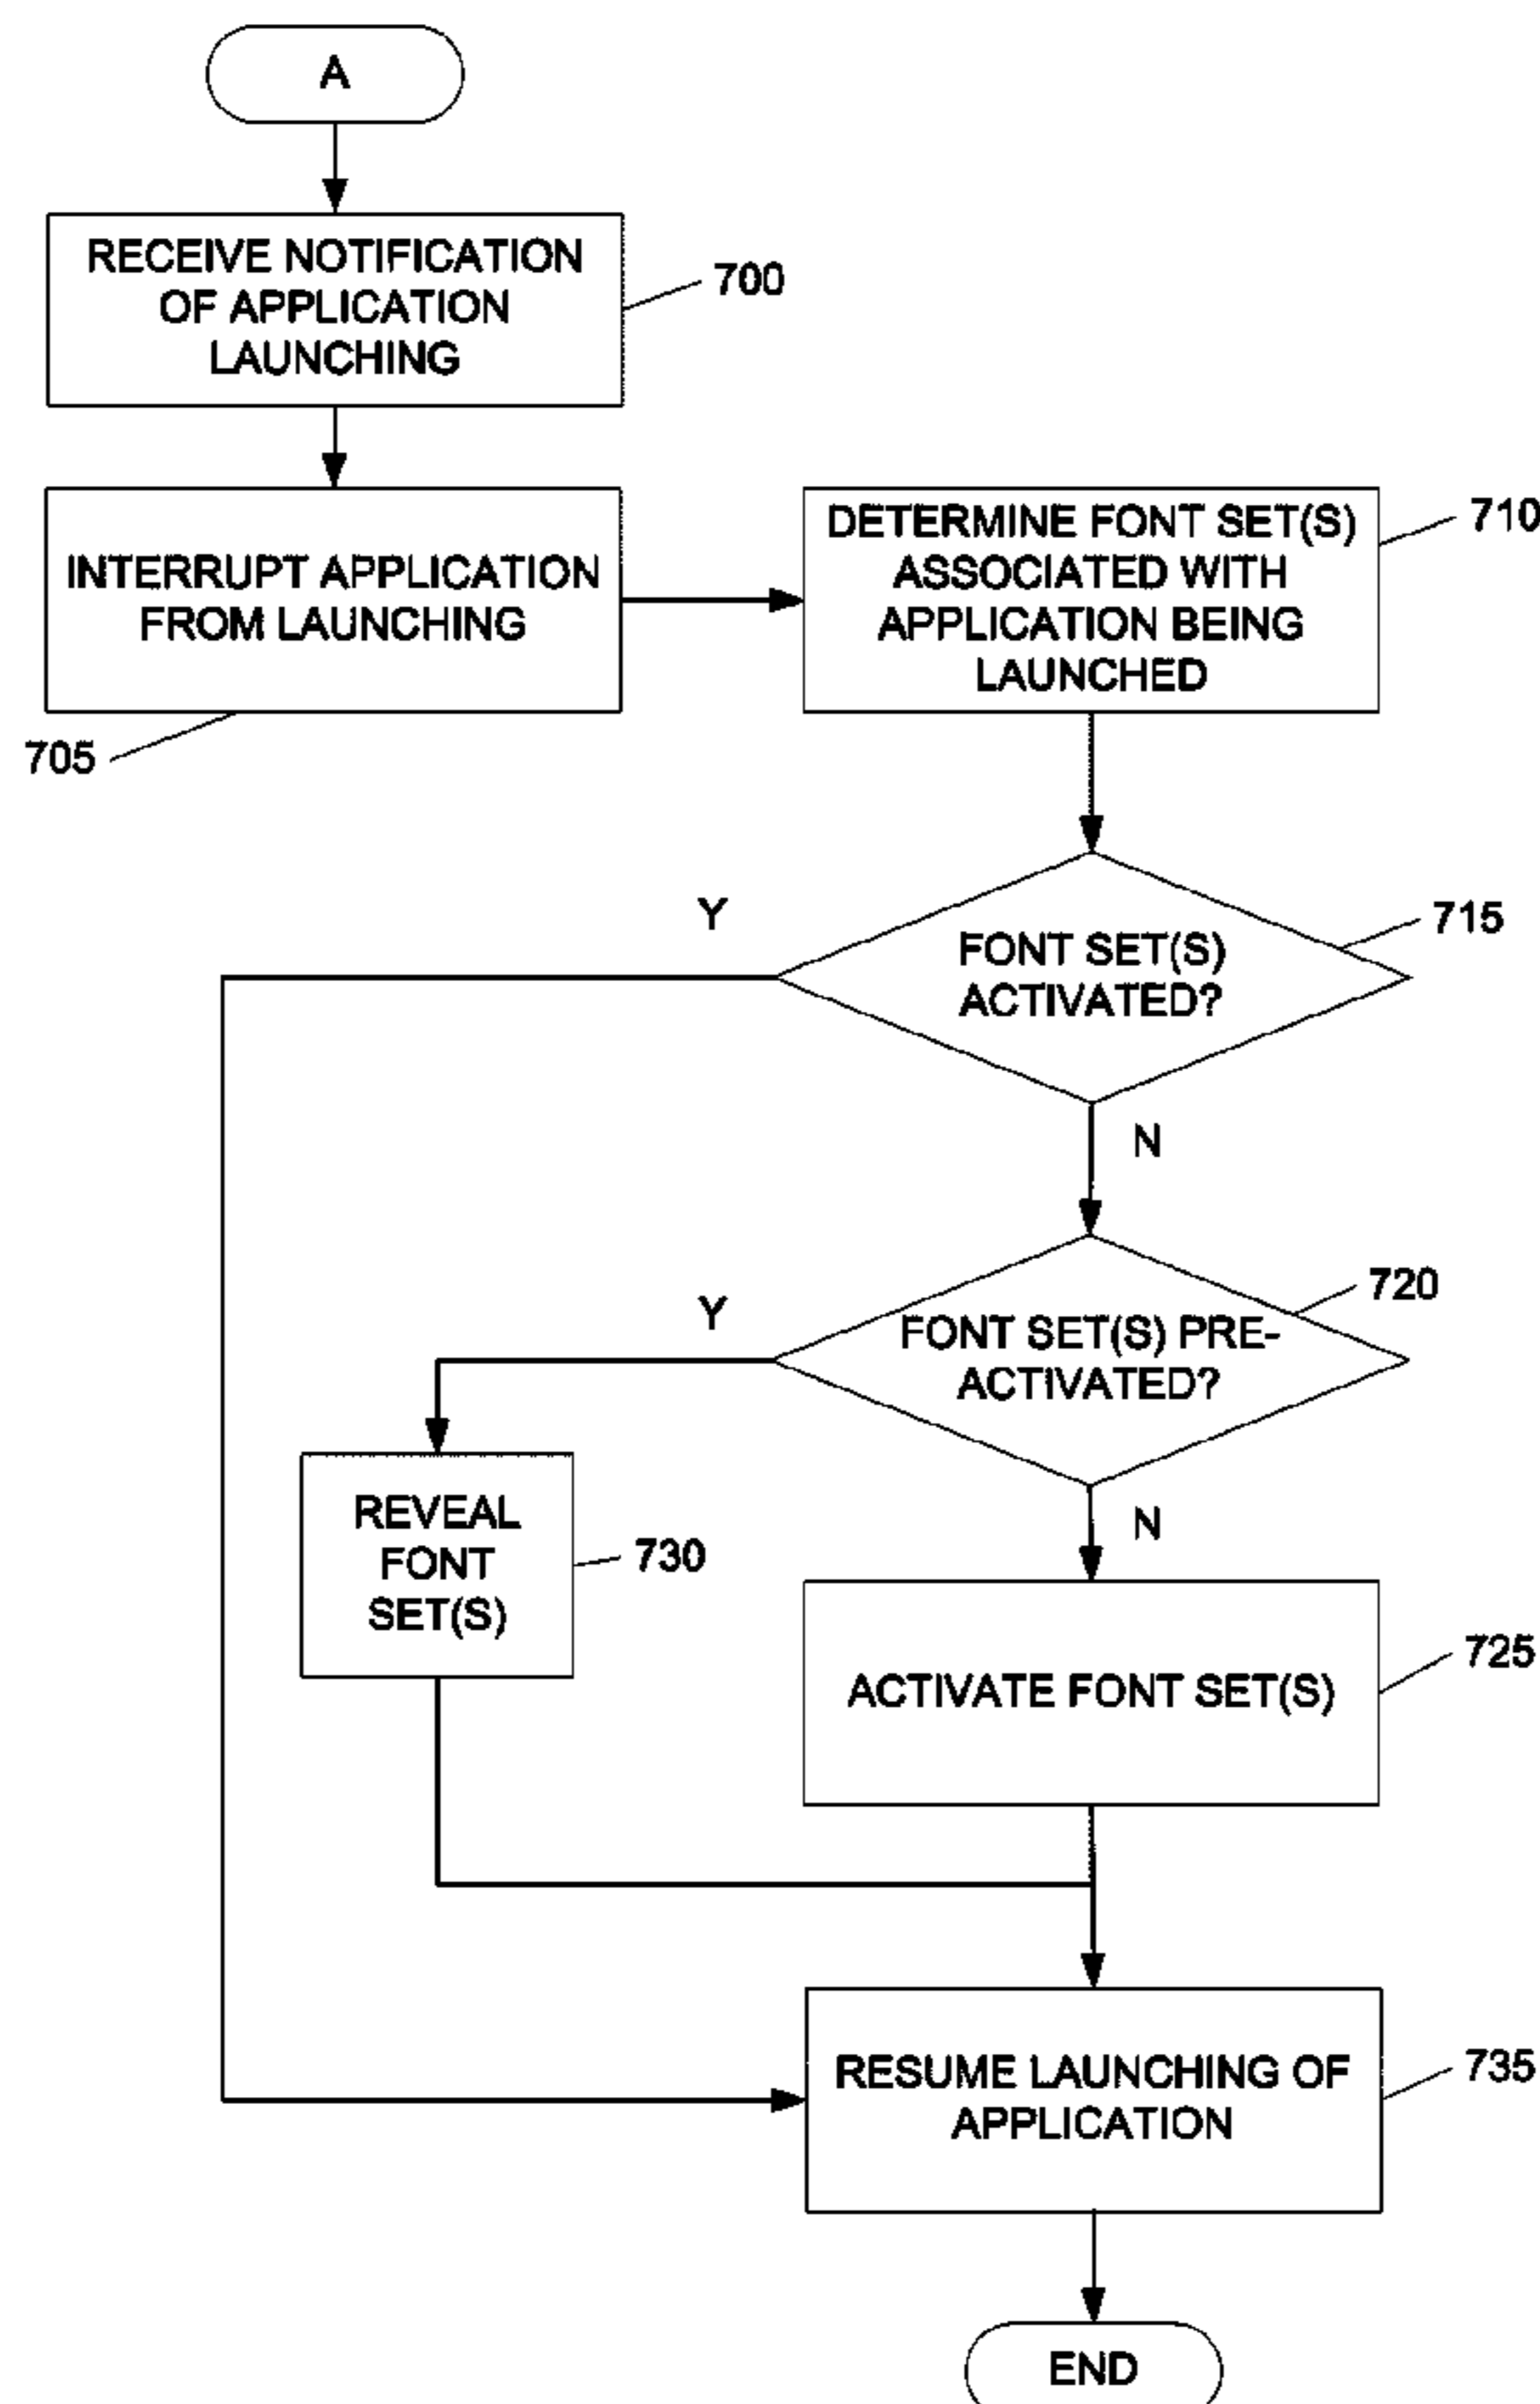 A
RECEIVE NOTIFICATION
OF APPLICATION
LAUNCHING
700
INTERRUPT APPLICATION
FROM LAUNCHING
705
DETERMINE FONT SET(S)
ASSOCIATED WITH
APPLICATION BEING
LAUNCHED
710
FONT SET(S)
ACTIVATED?
715
Y
N
FONT SET(S) PRE-
ACTIVATED?
720
Y
N
REVEAL
FONT
SET(S)
730
ACTIVATE FONT SET(S)
725
RESUME LAUNCHING OF
APPLICATION
735
END